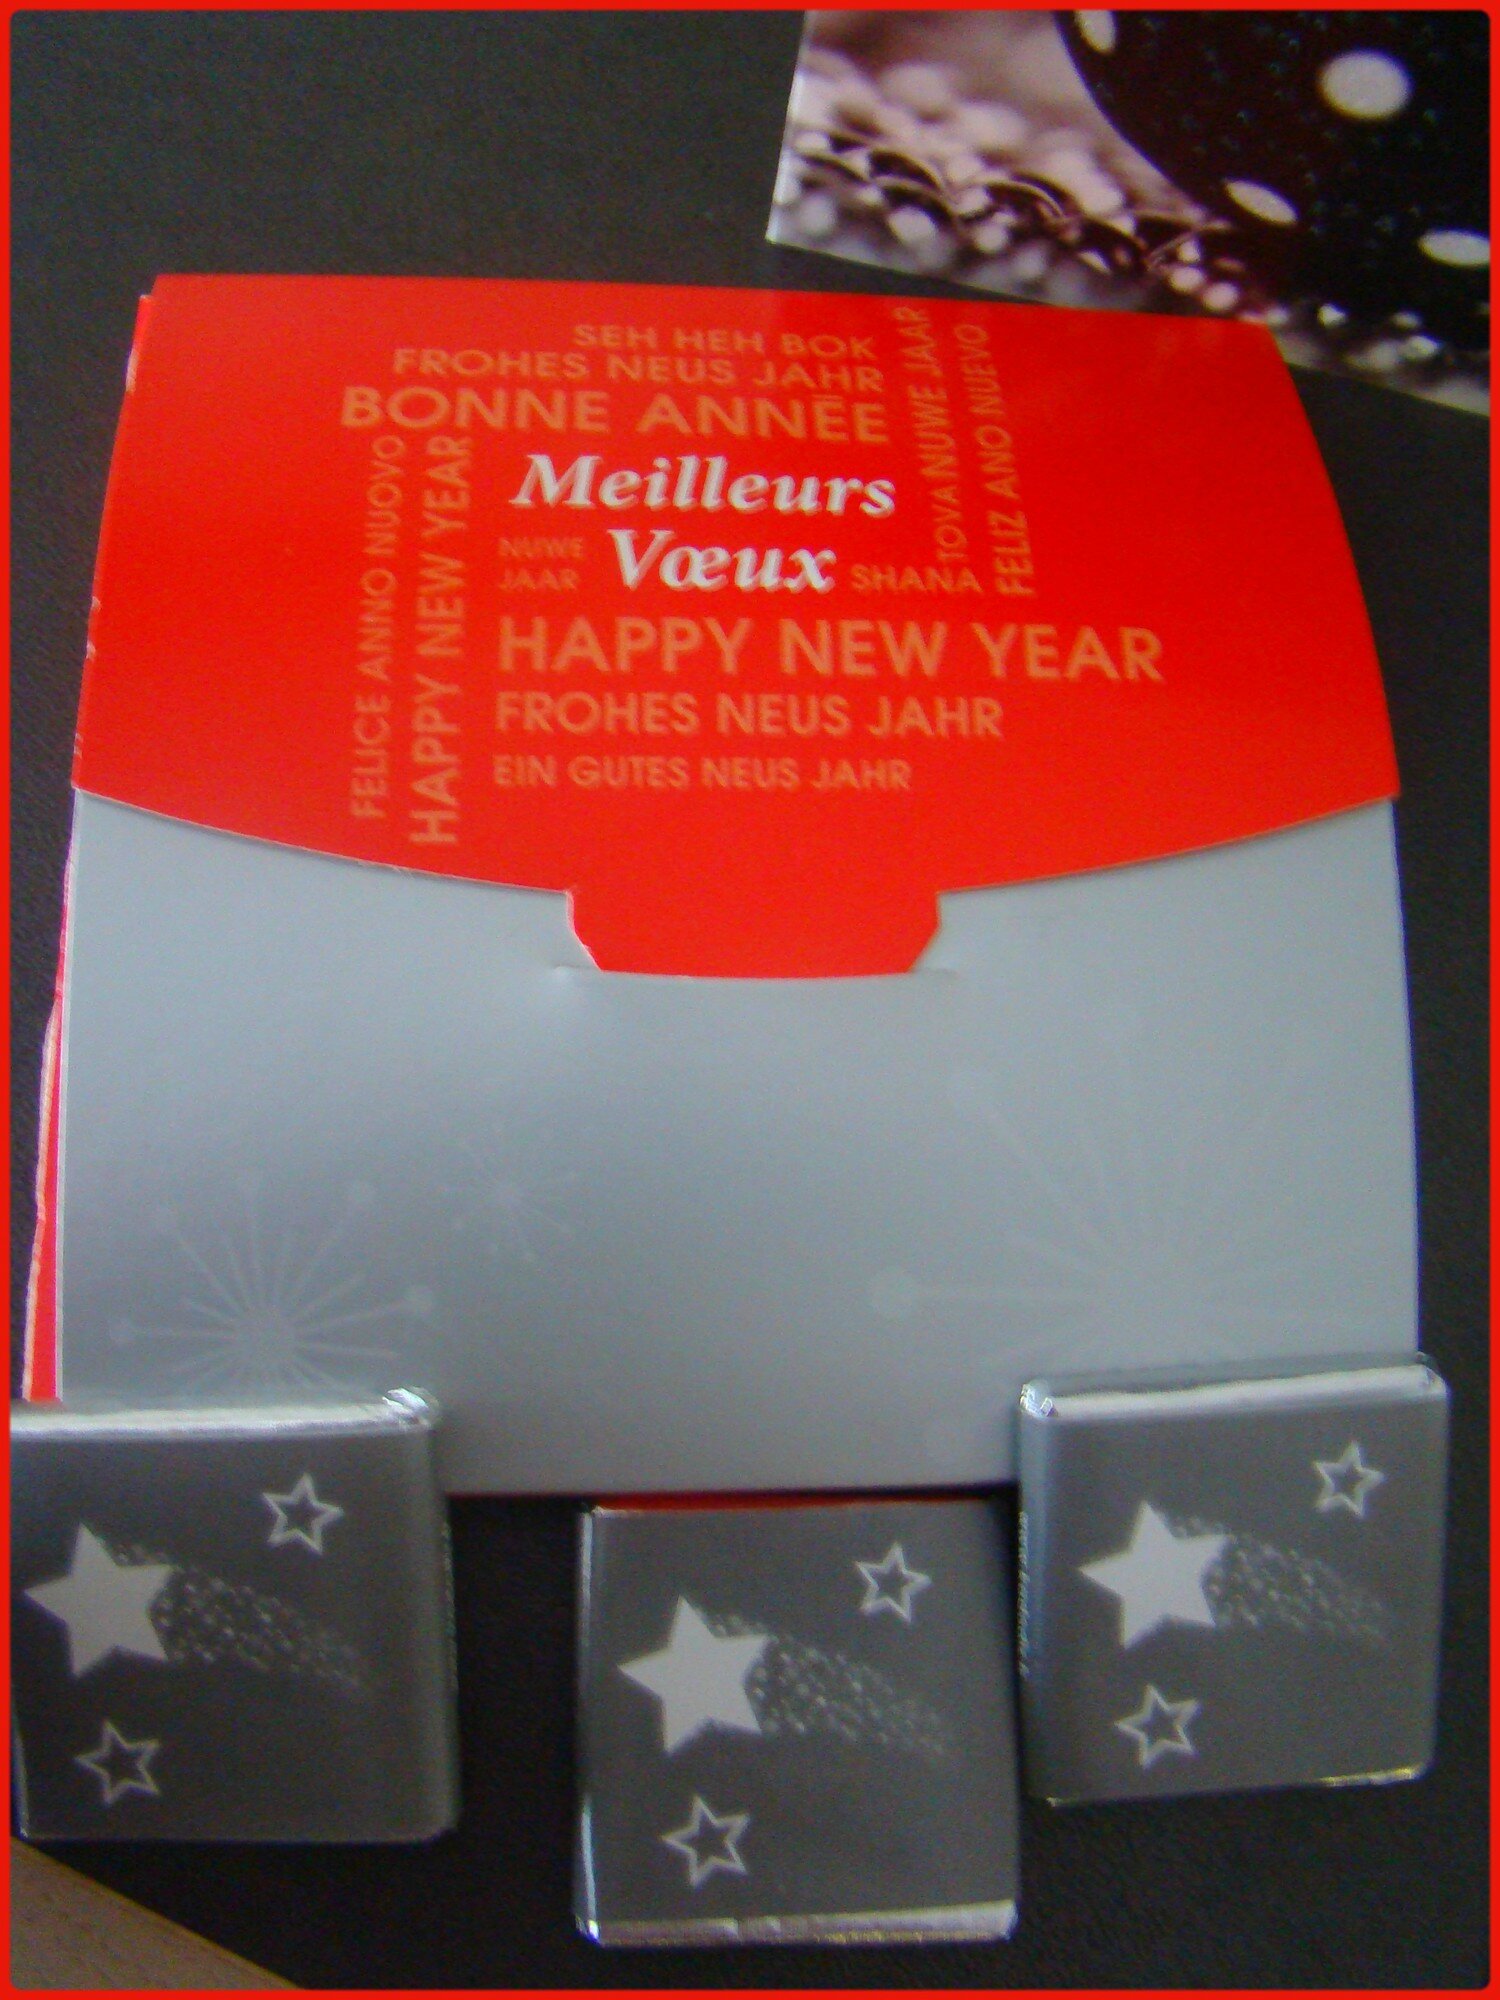 SEH HEH BOK
FROHES NEUS JAHR
BONNE ANNÉE
Meilleurs
Vœux
NUWE
JAAR
SHANA
TOVA NUWE JAAR
FELIZ ANO NUEVO
FELICE ANNO NUOVO
HAPPY NEW YEAR
HAPPY NEW YEAR
FROHES NEUS JAHR
EIN GUTES NEUS JAHR